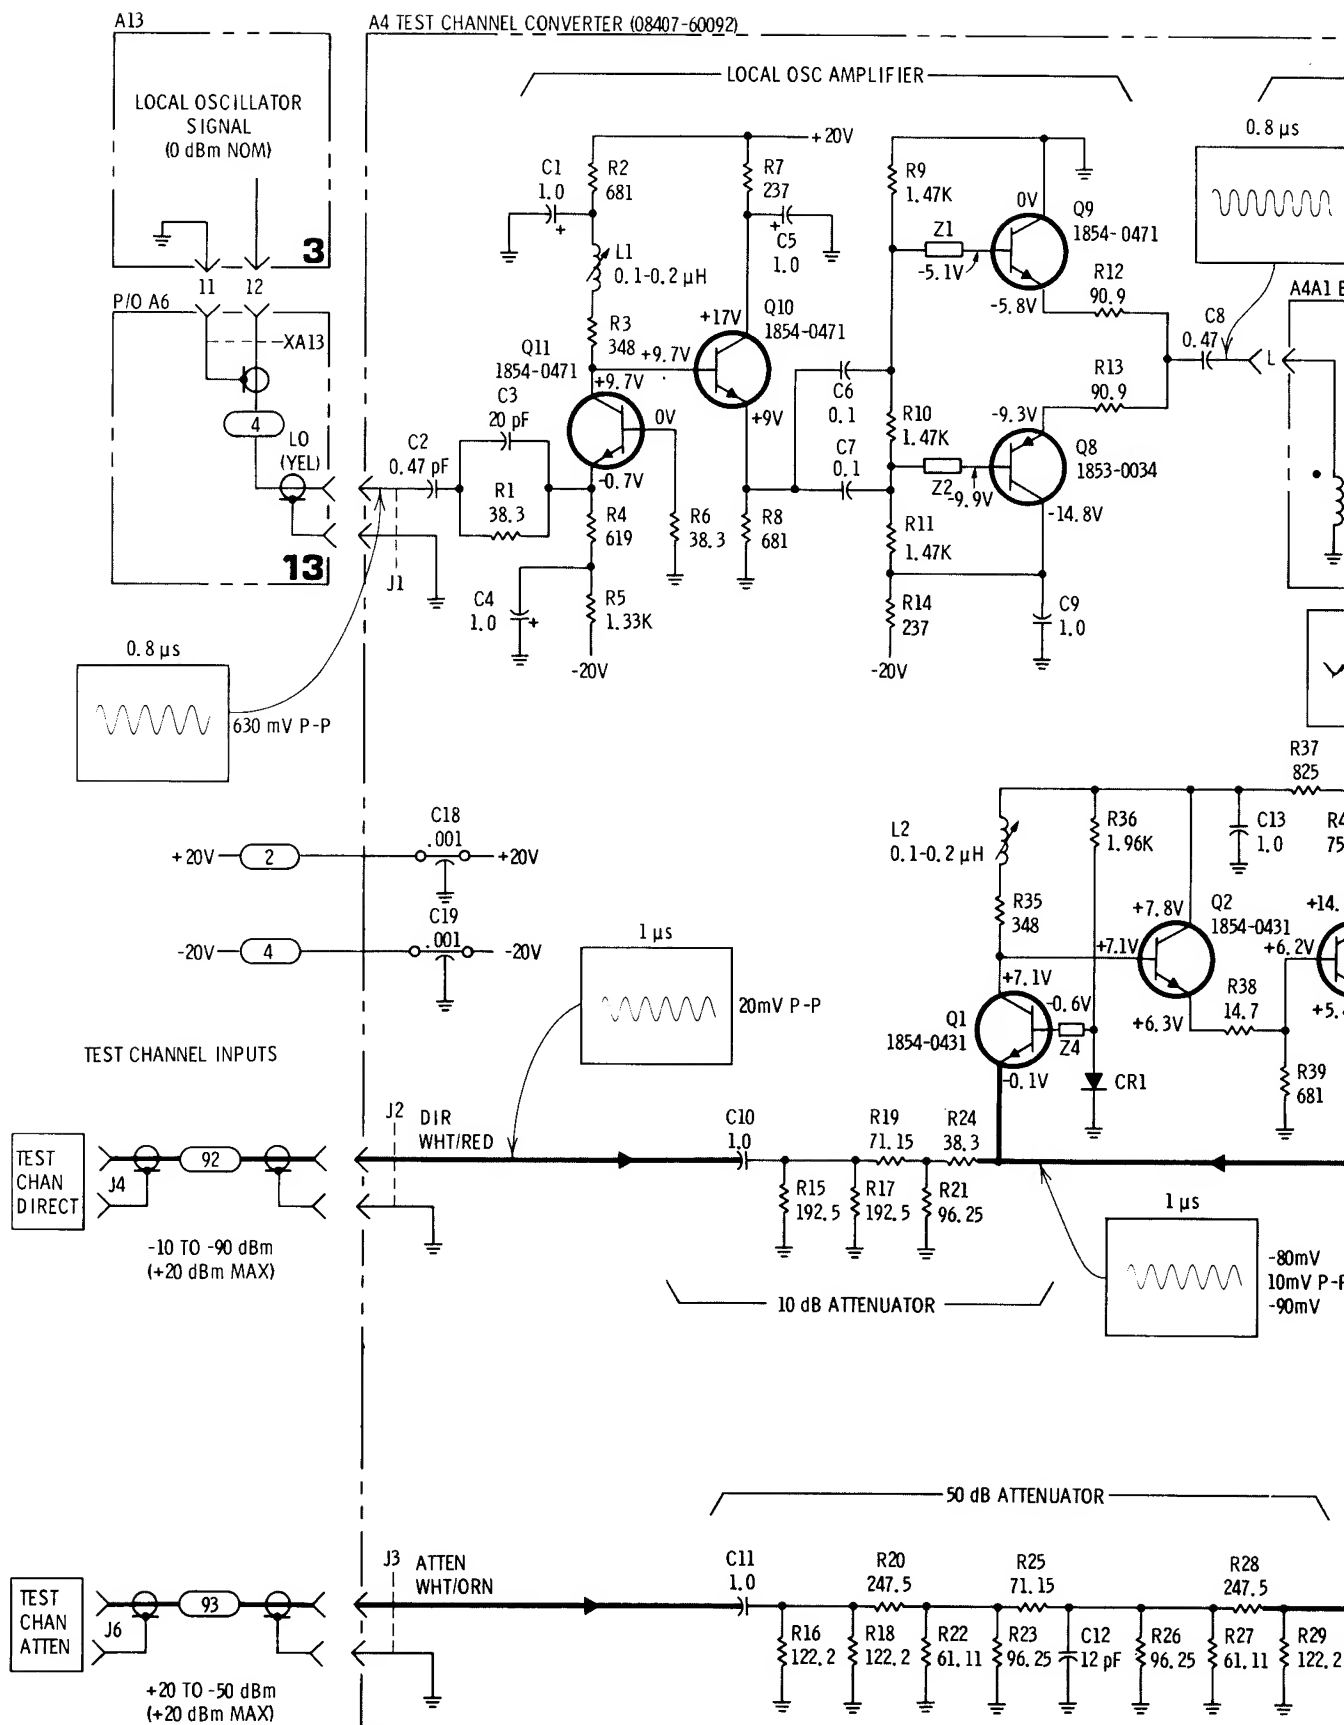 A13
A4 TEST CHANNEL CONVERTER (08407-60092)
LOCAL OSC AMPLIFIER
LOCAL OSCILLATOR
SIGNAL
(0 dBm NOM)
3
11
12
P/O A6
XA13
4
LO
(YEL)
13
J1
0.8 µs
630 mV P-P
C1
1.0
+
R2
681
L1
0.1-0.2 µH
R3
348
Q11
1854-0471
+9.7V
+9.7V
C3
20 pF
C2
0.47 pF
R1
38.3
0V
-0.7V
R4
619
R6
38.3
C4
1.0
+
R5
1.33K
-20V
+20V
R7
237
+
C5
1.0
+17V
Q10
1854-0471
+9V
R8
681
C6
0.1
C7
0.1
R9
1.47K
0V
Q9
1854-0471
Z1
-5.1V
-5.8V
R12
90.9
R13
90.9
C8
0.47
L
R10
1.47K
-9.3V
Q8
1853-0034
Z2
-9.9V
-14.8V
R11
1.47K
R14
237
C9
1.0
-20V
0.8 µs
A4A1
+20V
2
C18
.001
+20V
-20V
4
C19
.001
-20V
1 µs
20mV P-P
R37
825
L2
0.1-0.2 µH
R36
1.96K
C13
1.0
R4
75
R35
348
+7.8V
Q2
1854-0431
+14.
+7.1V
+6.2V
+7.1V
-0.6V
R38
14.7
Q1
1854-0431
Z4
+6.3V
+5.
-0.1V
CR1
R39
681
TEST CHANNEL INPUTS
TEST
CHAN
DIRECT
J4
92
J2
DIR
WHT/RED
C10
1.0
R19
71.15
R24
38.3
R15
192.5
R17
192.5
R21
96.25
-10 TO -90 dBm
(+20 dBm MAX)
10 dB ATTENUATOR
1 µs
-80mV
10mV P-P
-90mV
50 dB ATTENUATOR
TEST
CHAN
ATTEN
J6
93
J3
ATTEN
WHT/ORN
C11
1.0
R20
247.5
R25
71.15
R28
247.5
R16
122.2
R18
122.2
R22
61.11
R23
96.25
C12
12 pF
R26
96.25
R27
61.11
R29
122.2
+20 TO -50 dBm
(+20 dBm MAX)